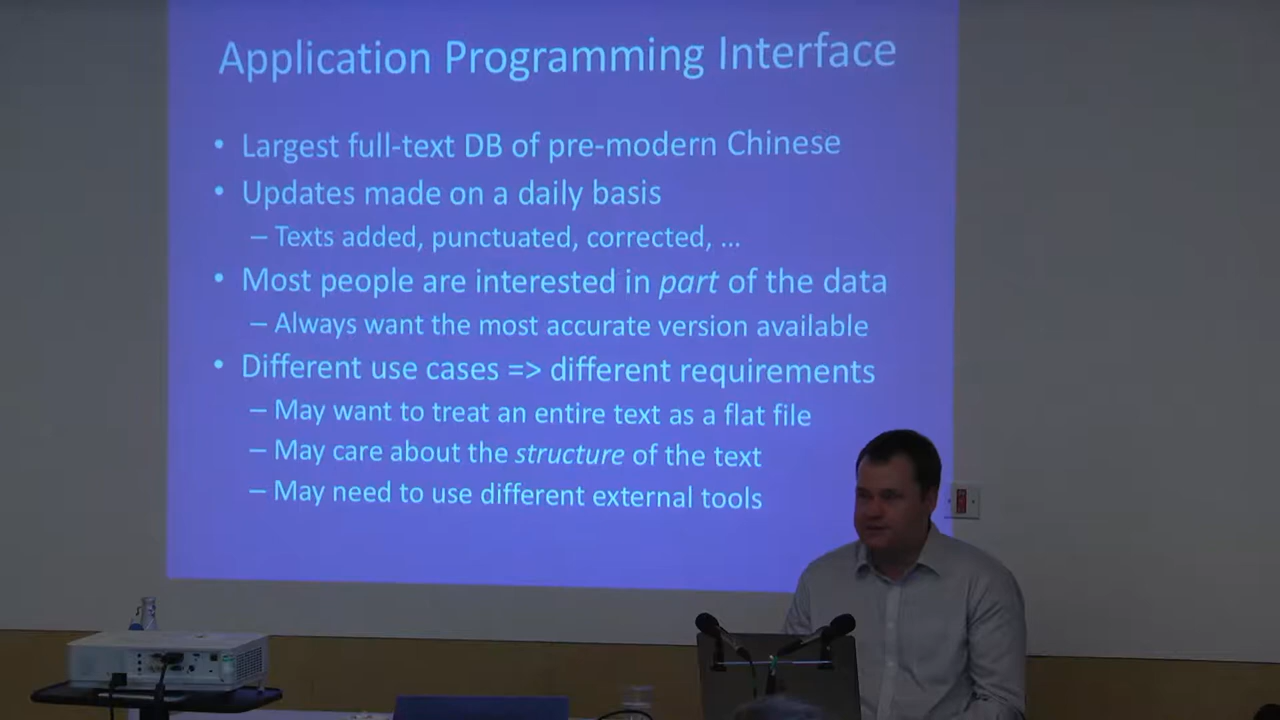 Application Programming Interface
• Largest full-text DB of pre-modern Chinese
• Updates made on a daily basis
– Texts added, punctuated, corrected, ...
• Most people are interested in part of the data
– Always want the most accurate version available
• Different use cases => different requirements
– May want to treat an entire text as a flat file
– May care about the structure of the text
– May need to use different external tools